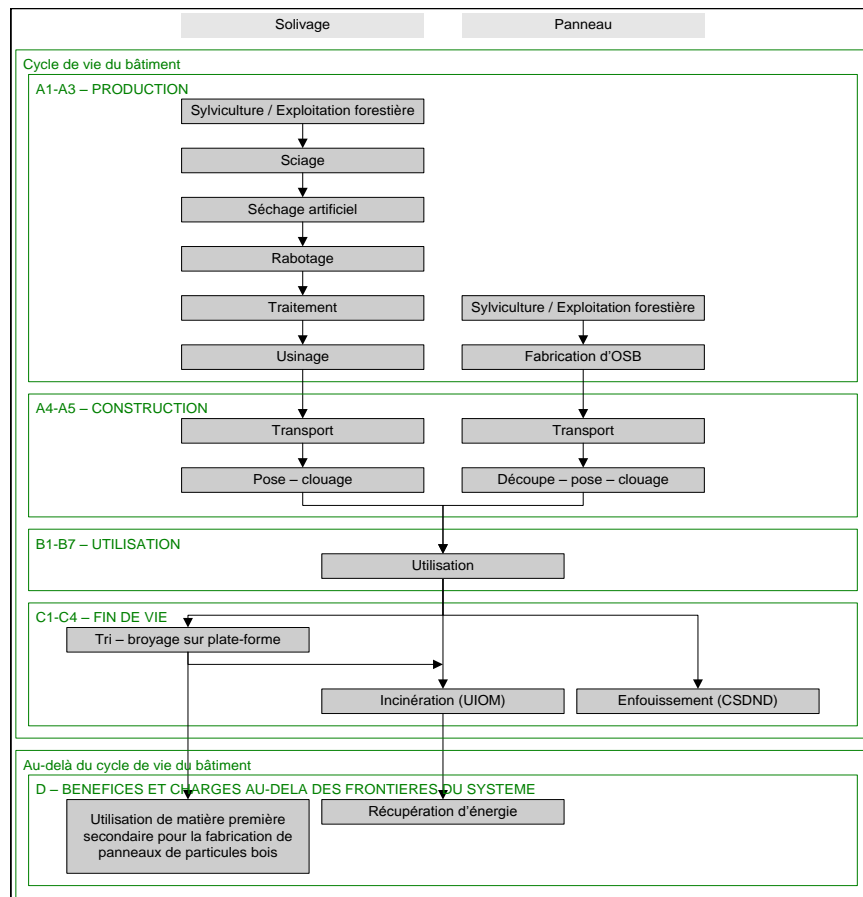 Solivage
Panneau
Cycle de vie du bâtiment
A1-A3 – PRODUCTION
Sylviculture / Exploitation forestière
Sciage
Séchage artificiel
Rabotage
Traitement
Sylviculture / Exploitation forestière
Usinage
Fabrication d'OSB
A4-A5 – CONSTRUCTION
Transport
Transport
Pose – clouage
Découpe – pose – clouage
B1-B7 – UTILISATION
Utilisation
C1-C4 – FIN DE VIE
Tri – broyage sur plate-forme
Incinération (UIOM)
Enfouissement (CSDND)
Au-delà du cycle de vie du bâtiment
D – BENEFICES ET CHARGES AU-DELA DES FRONTIERES DU SYSTEME
Utilisation de matière première
secondaire pour la fabrication de
panneaux de particules bois
Récupération d'énergie